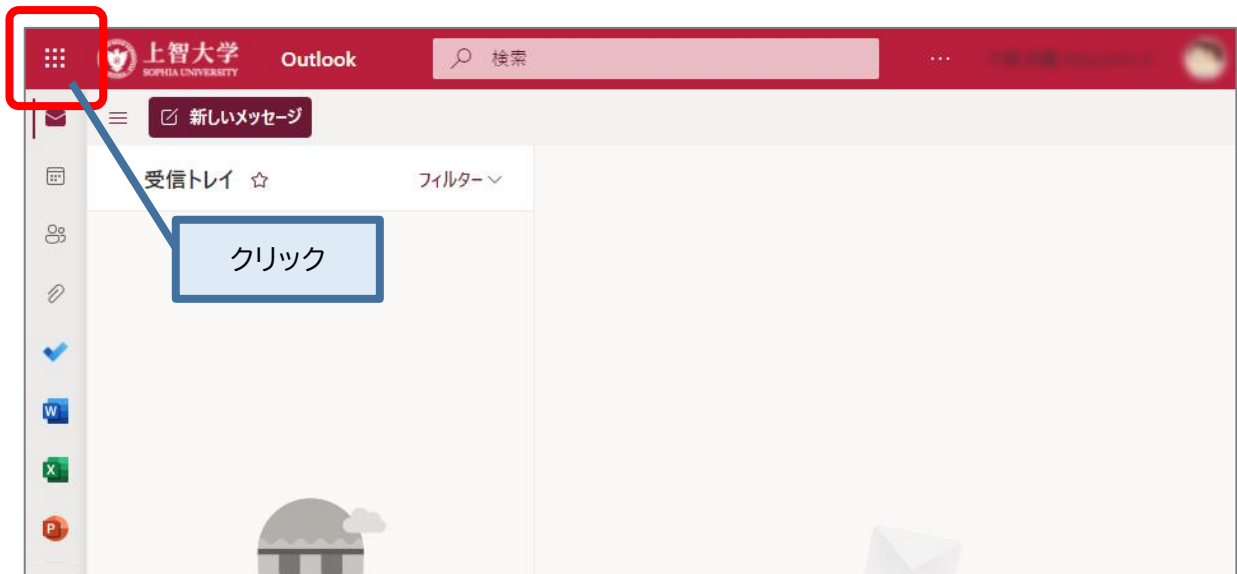 上智大学
SOPHIA UNIVERSITY
Outlook
検索
新しいメッセージ
受信トレイ
フィルター
クリック
W
X
P